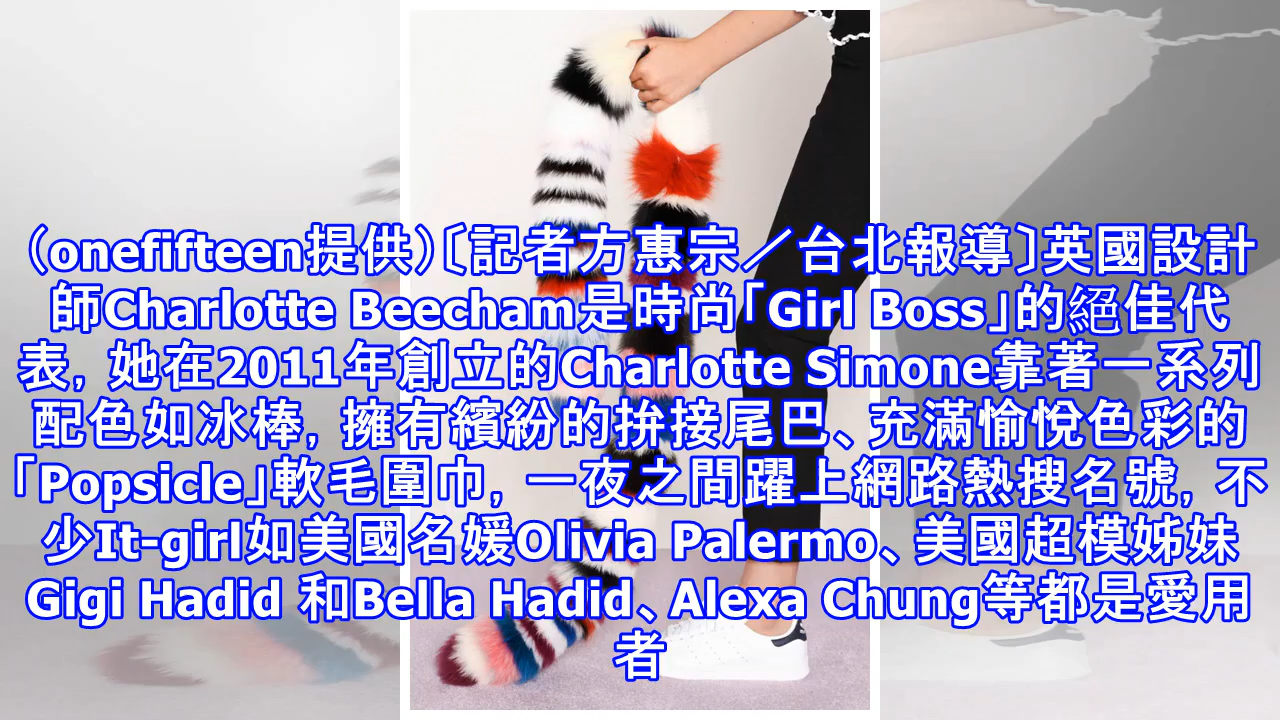 （onefifteen提供）〔記者方惠宗／台北報導〕英國設計
師Charlotte Beecham是時尚「Girl Boss」的絕佳代
表，她在2011年創立的Charlotte Simone靠著一系列
配色如冰棒，擁有繽紛的拚接尾巴、充滿愉悅色彩的
「Popsicle」軟毛圍巾，一夜之間躍上網路熱搜名號，不
少It-girl如美國名媛Olivia Palermo、美國超模姊妹
Gigi Hadid 和Bella Hadid、Alexa Chung等都是愛用
者